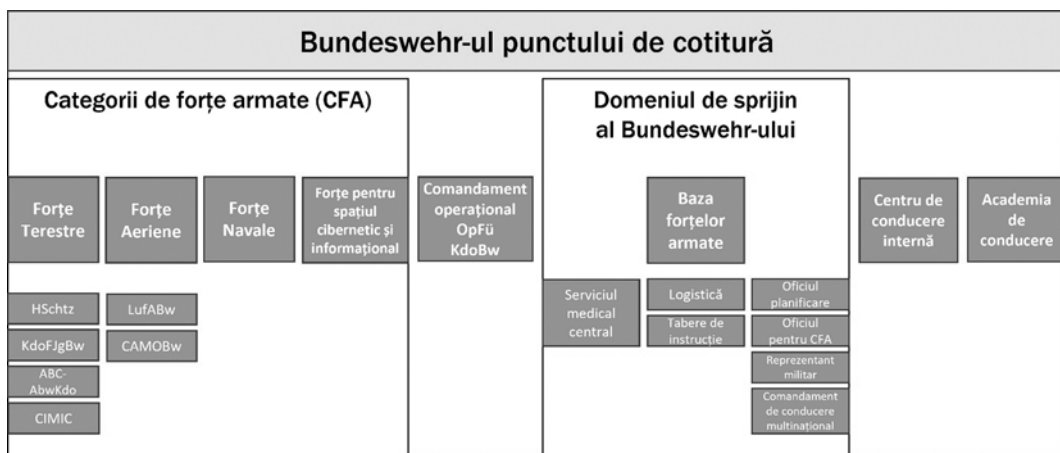 Bundeswehr-ul punctului de cotitură
Categorii de forțe armate (CFA)
Domeniul de sprijin
al Bundeswehr-ului
Forțe
Terestre
Forțe
Aeriene
Forțe
Navale
Forțe pentru
spațiul
cibernetic și
informațional
Comandament
operațional
OpFü
KdoBw
Baza
forțelor
armate
Centru de
conducere
internă
Academia
de
conducere
HSchtz
KdoFJgBw
ABC-
AbwKdo
CIMIC
LufABw
CAMOBw
Serviciul
medical
central
Logistică
Tabere de
instrucție
Oficiul
planificare
Oficiul
pentru CFA
Reprezentant
militar
Comandament
de conducere
multinațional